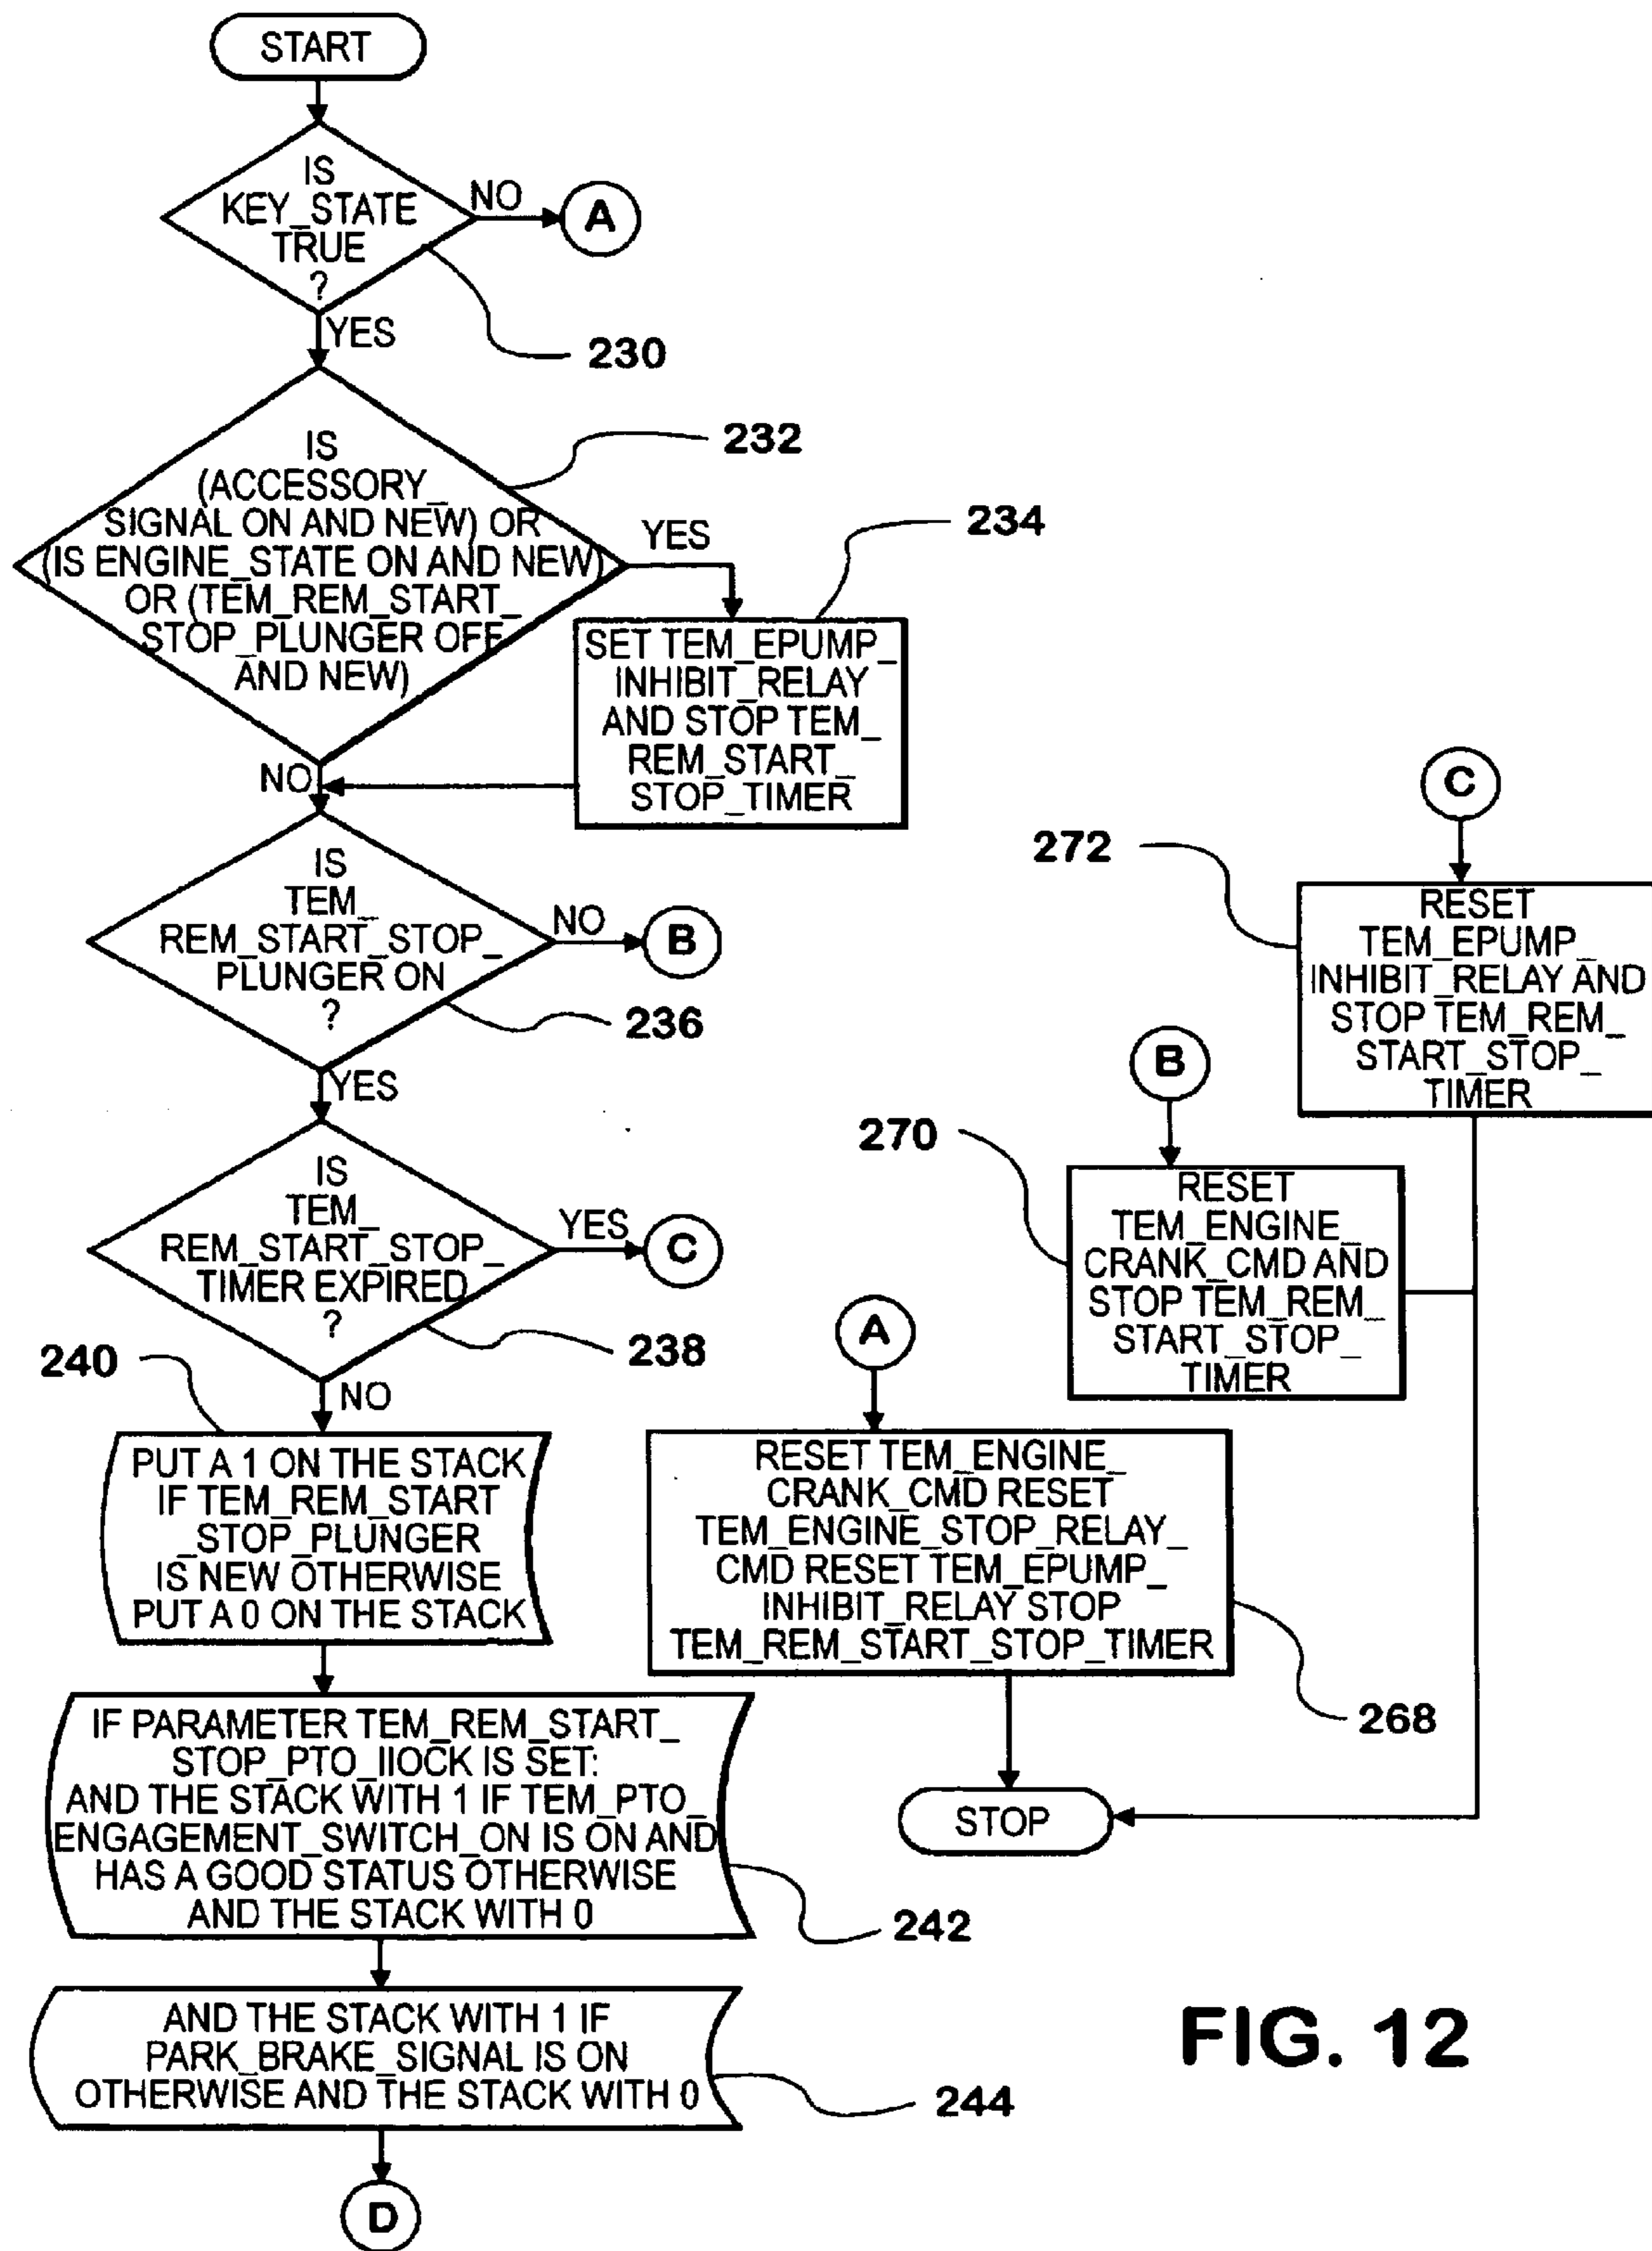 START
IS
KEY_STATE
TRUE
?
NO
A
YES
230
IS
(ACCESSORY_
SIGNAL ON AND NEW) OR
(IS ENGINE_STATE ON AND NEW)
OR (TEM_REM_START_
STOP_PLUNGER OFF
AND NEW)
232
YES
234
SET TEM_EPUMP_
INHIBIT_RELAY
AND STOP TEM_
REM_START_
STOP_TIMER
NO
IS
TEM_
REM_START_STOP_
PLUNGER ON
?
NO
B
236
YES
IS
TEM_
REM_START_STOP_
TIMER EXPIRED
?
YES
C
238
NO
240
PUT A 1 ON THE STACK
IF TEM_REM_START
_STOP_PLUNGER
IS NEW OTHERWISE
PUT A 0 ON THE STACK
IF PARAMETER TEM_REM_START_
STOP_PTO_IIOCK IS SET:
AND THE STACK WITH 1 IF TEM_PTO_
ENGAGEMENT_SWITCH_ON IS ON AND
HAS A GOOD STATUS OTHERWISE
AND THE STACK WITH 0
242
AND THE STACK WITH 1 IF
PARK_BRAKE_SIGNAL IS ON
OTHERWISE AND THE STACK WITH 0
244
D
C
272
RESET
TEM_EPUMP_
INHIBIT_RELAY AND
STOP TEM_REM_
START_STOP_
TIMER
B
270
RESET
TEM_ENGINE_
CRANK_CMD AND
STOP TEM_REM_
START_STOP_
TIMER
A
RESET TEM_ENGINE_
CRANK_CMD RESET
TEM_ENGINE_STOP_RELAY_
CMD RESET TEM_EPUMP_
INHIBIT_RELAY STOP
TEM_REM_START_STOP_TIMER
268
STOP
FIG. 12